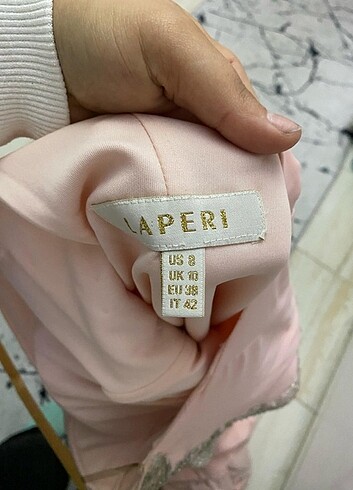 LAPERI
US 8
UK 10
EU 38
IT 42